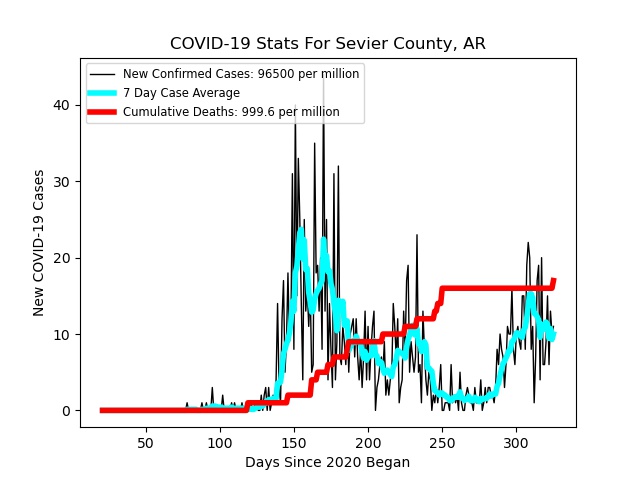 COVID-19 Stats For Sevier County, AR
New Confirmed Cases: 96500 per million
7 Day Case Average
Cumulative Deaths: 999.6 per million
New COVID-19 Cases
40
30
20
10
0
50 100 150 200 250 300
Days Since 2020 Began